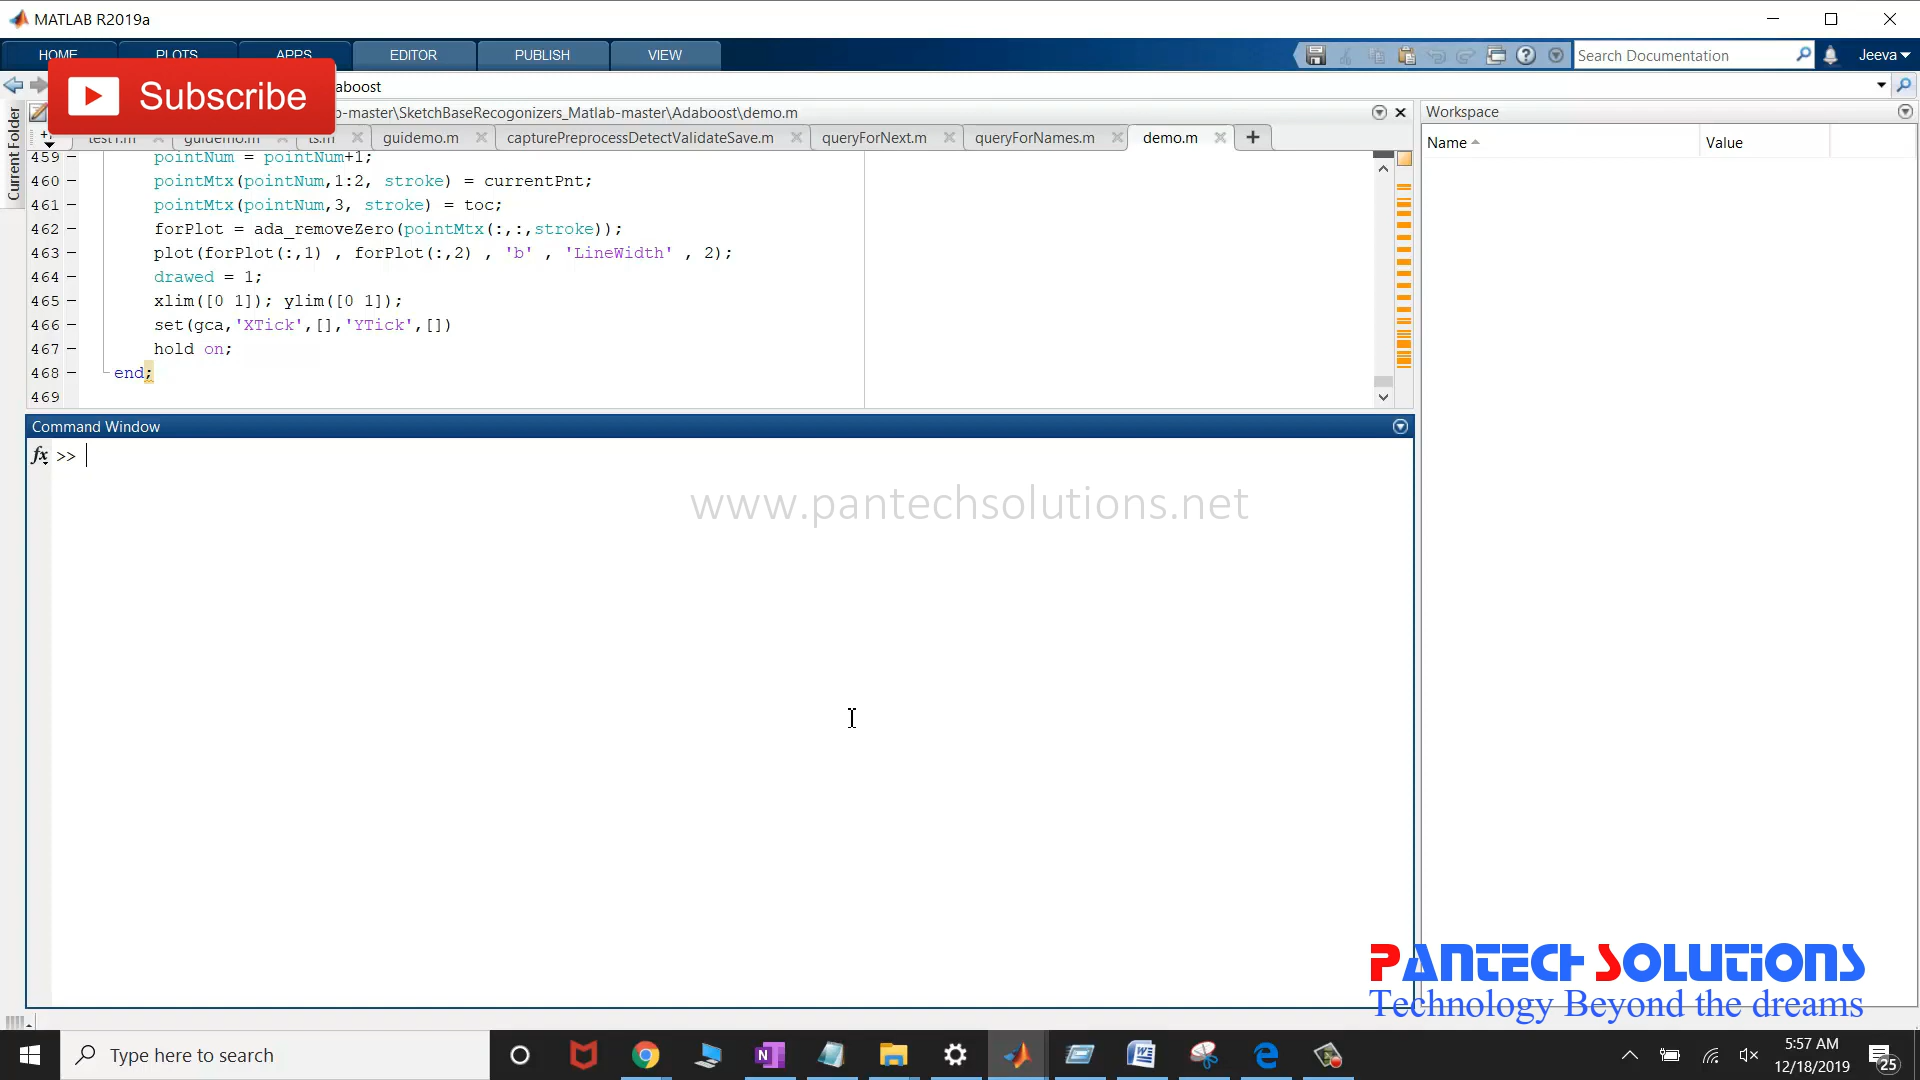 MATLAB R2019a
HOME PLOTS APPS EDITOR PUBLISH VIEW
Search Documentation
Jeeva
Subscribe
aboost
b-master\SketchBaseRecogonizers_Matlab-master\Adaboost\demo.m
Current Folder
guidemo.m ts.m guidemo.m capturePreprocessDetectValidateSave.m queryForNext.m queryForNames.m demo.m +
459 pointNum = pointNum+1;
460 pointMtx(pointNum,1:2, stroke) = currentPnt;
461 pointMtx(pointNum,3, stroke) = toc;
462 forPlot = ada_removeZero(pointMtx(:,:,stroke));
463 plot(forPlot(:,1) , forPlot(:,2) , 'b' , 'LineWidth' , 2);
464 drawed = 1;
465 xlim([0 1]); ylim([0 1]);
466 set(gca,'XTick',[],'YTick',[])
467 hold on;
468 end;
469
Command Window
fx >>
www.pantechsolutions.net
Workspace
Name Value
PANTECH SOLUTIONS
Technology Beyond the dreams
Type here to search
5:57 AM
12/18/2019
25